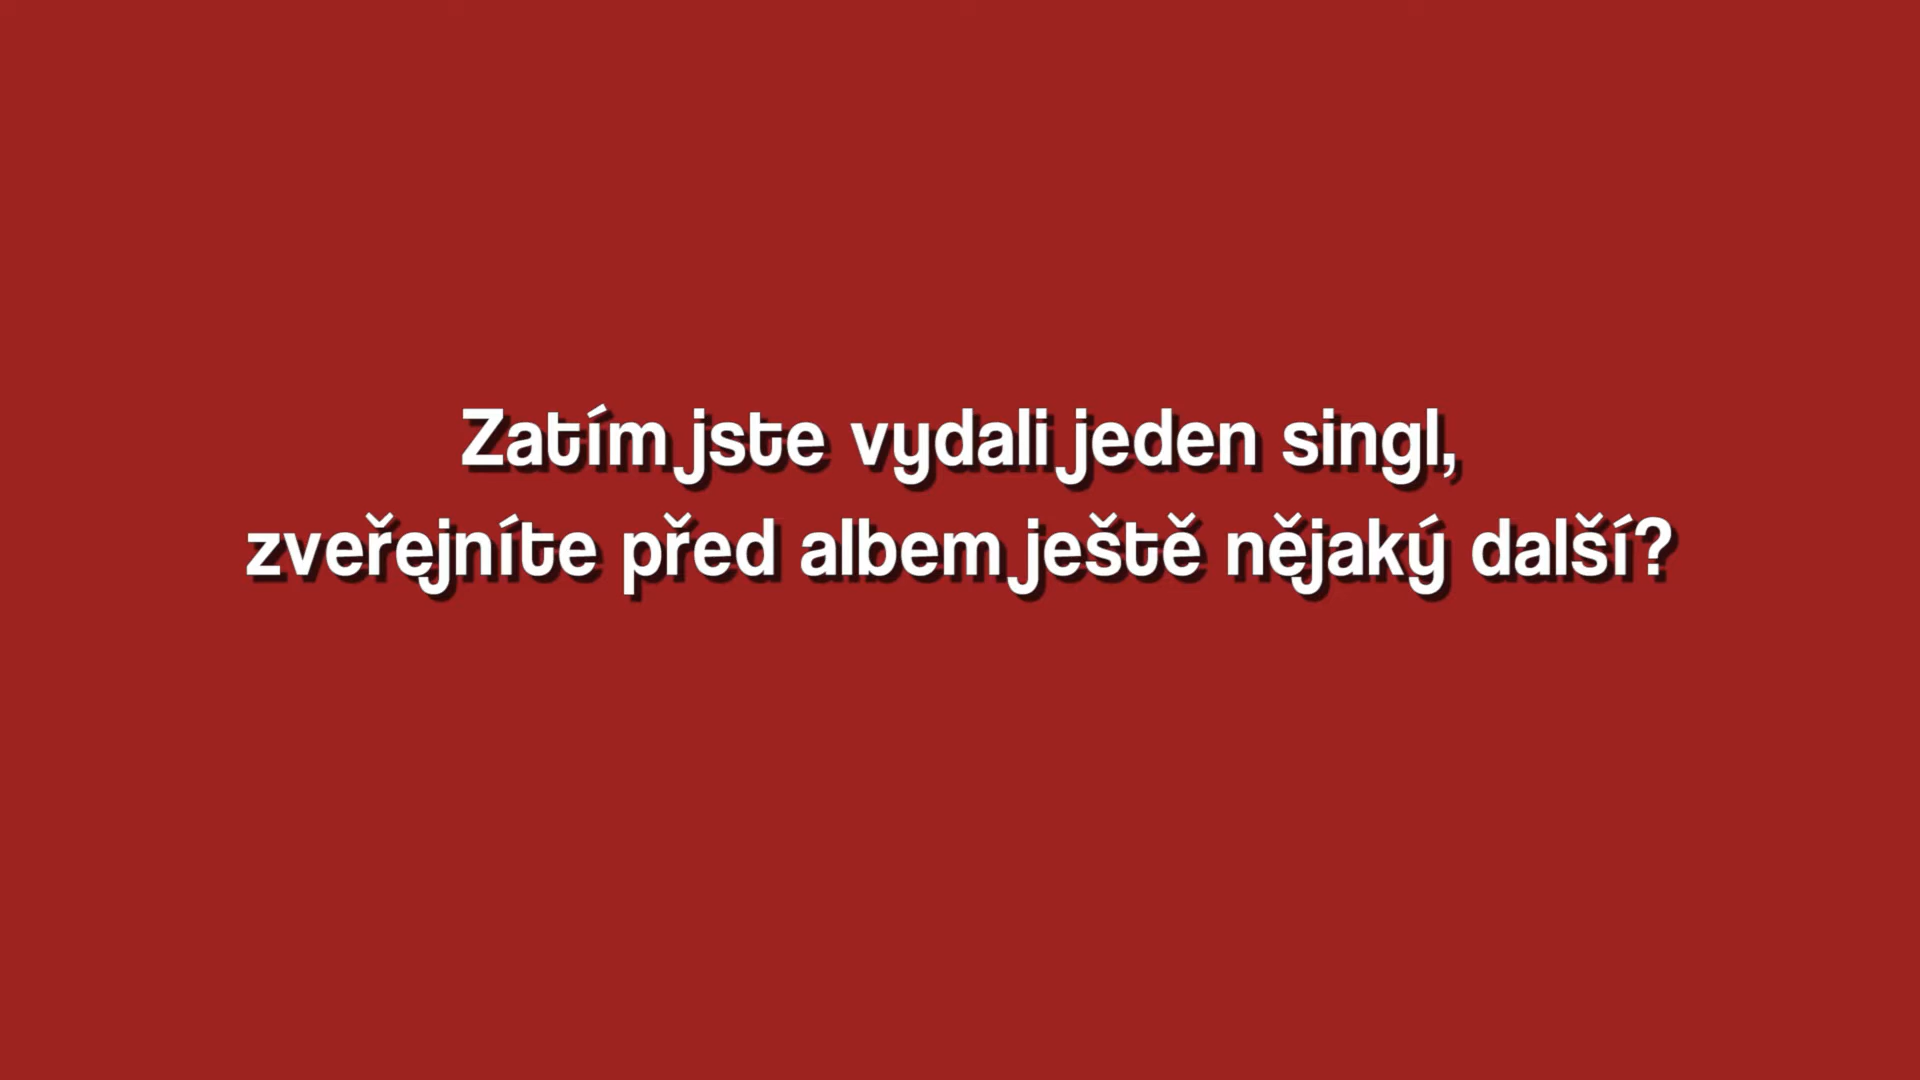 Zatím jste vydali jeden singl,
zveřejníte před albem ještě nějaký další?